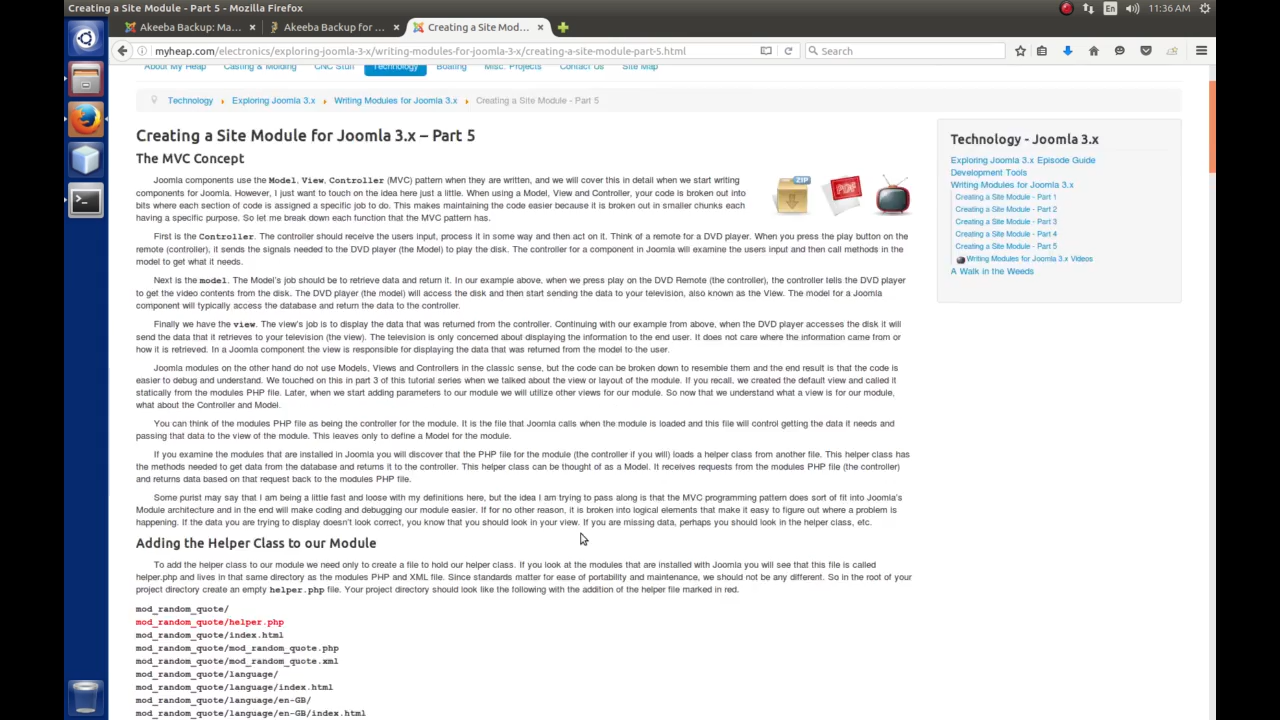 Creating a Site Module - Part 5 - Mozilla Firefox
En
11:36 AM
Akeeba Backup: Ma...
Akeeba Backup for ...
Creating a Site Mod...
myheap.com/electronics/exploring-joomla-3-x/writing-modules-for-joomla-3-x/creating-a-site-module-part-5.html
Search
About My Heap Casting & Molding CNC Stuff Technology Boating Misc. Projects Contact Us Site Map
Technology Exploring Joomla 3.x Writing Modules for Joomla 3.x Creating a Site Module - Part 5
Creating a Site Module for Joomla 3.x – Part 5
The MVC Concept
ZIP
PDF
Joomla components use the Model, View, Controller (MVC) pattern when they are written, and we will cover this in detail when we start writing
components for Joomla. However, I just want to touch on the idea here just a little. When using a Model, View and Controller, your code is broken out into
bits where each section of code is assigned a specific job to do. This makes maintaining the code easier because it is broken out in smaller chunks each
having a specific purpose. So let me break down each function that the MVC pattern has.
First is the Controller. The controller should receive the users input, process it in some way and then act on it. Think of a remote for a DVD player. When you press the play button on the
remote (controller), it sends the signals needed to the DVD player (the Model) to play the disk. The controller for a component in Joomla will examine the users input and then call methods in the
model to get what it needs.
Next is the model. The Model's job should be to retrieve data and return it. In our example above, when we press play on the DVD Remote (the controller), the controller tells the DVD player
to get the video contents from the disk. The DVD player (the model) will access the disk and then start sending the data to your television, also known as the View. The model for a Joomla
component will typically access the database and return the data to the controller.
Finally we have the view. The view's job is to display the data that was returned from the controller. Continuing with our example from above, when the DVD player accesses the disk it will
send the data that it retrieves to your television (the view). The television is only concerned about displaying the information to the end user. It does not care where the information came from or
how it is retrieved. In a Joomla component the view is responsible for displaying the data that was returned from the model to the user.
Joomla modules on the other hand do not use Models, Views and Controllers in the classic sense, but the code can be broken down to resemble them and the end result is that the code is
easier to debug and understand. We touched on this in part 3 of this tutorial series when we talked about the view or layout of the module. If you recall, we created the default view and called it
statically from the modules PHP file. Later, when we start adding parameters to our module we will utilize other views for our module. So now that we understand what a view is for our module,
what about the Controller and Model.
You can think of the modules PHP file as being the controller for the module. It is the file that Joomla calls when the module is loaded and this file will control getting the data it needs and
passing that data to the view of the module. This leaves only to define a Model for the module.
If you examine the modules that are installed in Joomla you will discover that the PHP file for the module (the controller if you will) loads a helper class from another file. This helper class has
the methods needed to get data from the database and returns it to the controller. This helper class can be thought of as a Model. It receives requests from the modules PHP file (the controller)
and returns data based on that request back to the modules PHP file.
Some purist may say that I am being a little fast and loose with my definitions here, but the idea I am trying to pass along is that the MVC programming pattern does sort of fit into Joomla's
Module architecture and in the end will make coding and debugging our module easier. If for no other reason, it is broken into logical elements that make it easy to figure out where a problem is
happening. If the data you are trying to display doesn't look correct, you know that you should look in your view. If you are missing data, perhaps you should look in the helper class, etc.
Adding the Helper Class to our Module
To add the helper class to our module we need only to create a file to hold our helper class. If you look at the modules that are installed with Joomla you will see that this file is called
helper.php and lives in that same directory as the modules PHP and XML file. Since standards matter for ease of portability and maintenance, we should not be any different. So in the root of your
project directory create an empty helper.php file. Your project directory should look like the following with the addition of the helper file marked in red.
mod_random_quote/
mod_random_quote/helper.php
mod_random_quote/index.html
mod_random_quote/mod_random_quote.php
mod_random_quote/mod_random_quote.xml
mod_random_quote/language/
mod_random_quote/language/index.html
mod_random_quote/language/en-GB/
mod_random_quote/language/en-GB/index.html
Technology - Joomla 3.x
Exploring Joomla 3.x Episode Guide
Development Tools
Writing Modules for Joomla 3.x
Creating a Site Module - Part 1
Creating a Site Module - Part 2
Creating a Site Module - Part 3
Creating a Site Module - Part 4
Creating a Site Module - Part 5
Writing Modules for Joomla 3.x Videos
A Walk in the Weeds